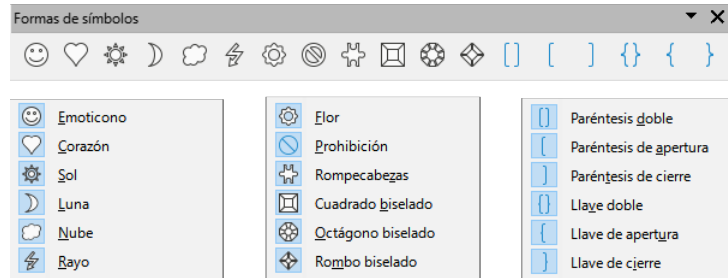 Formas de símbolos
Emoticono
Corazón
Sol
Luna
Nube
Rayo
Flor
Prohibición
Rompecabezas
Cuadrado biselado
Octágono biselado
Rombo biselado
Paréntesis doble
Paréntesis de apertura
Paréntesis de cierre
Llave doble
Llave de apertura
Llave de cierre